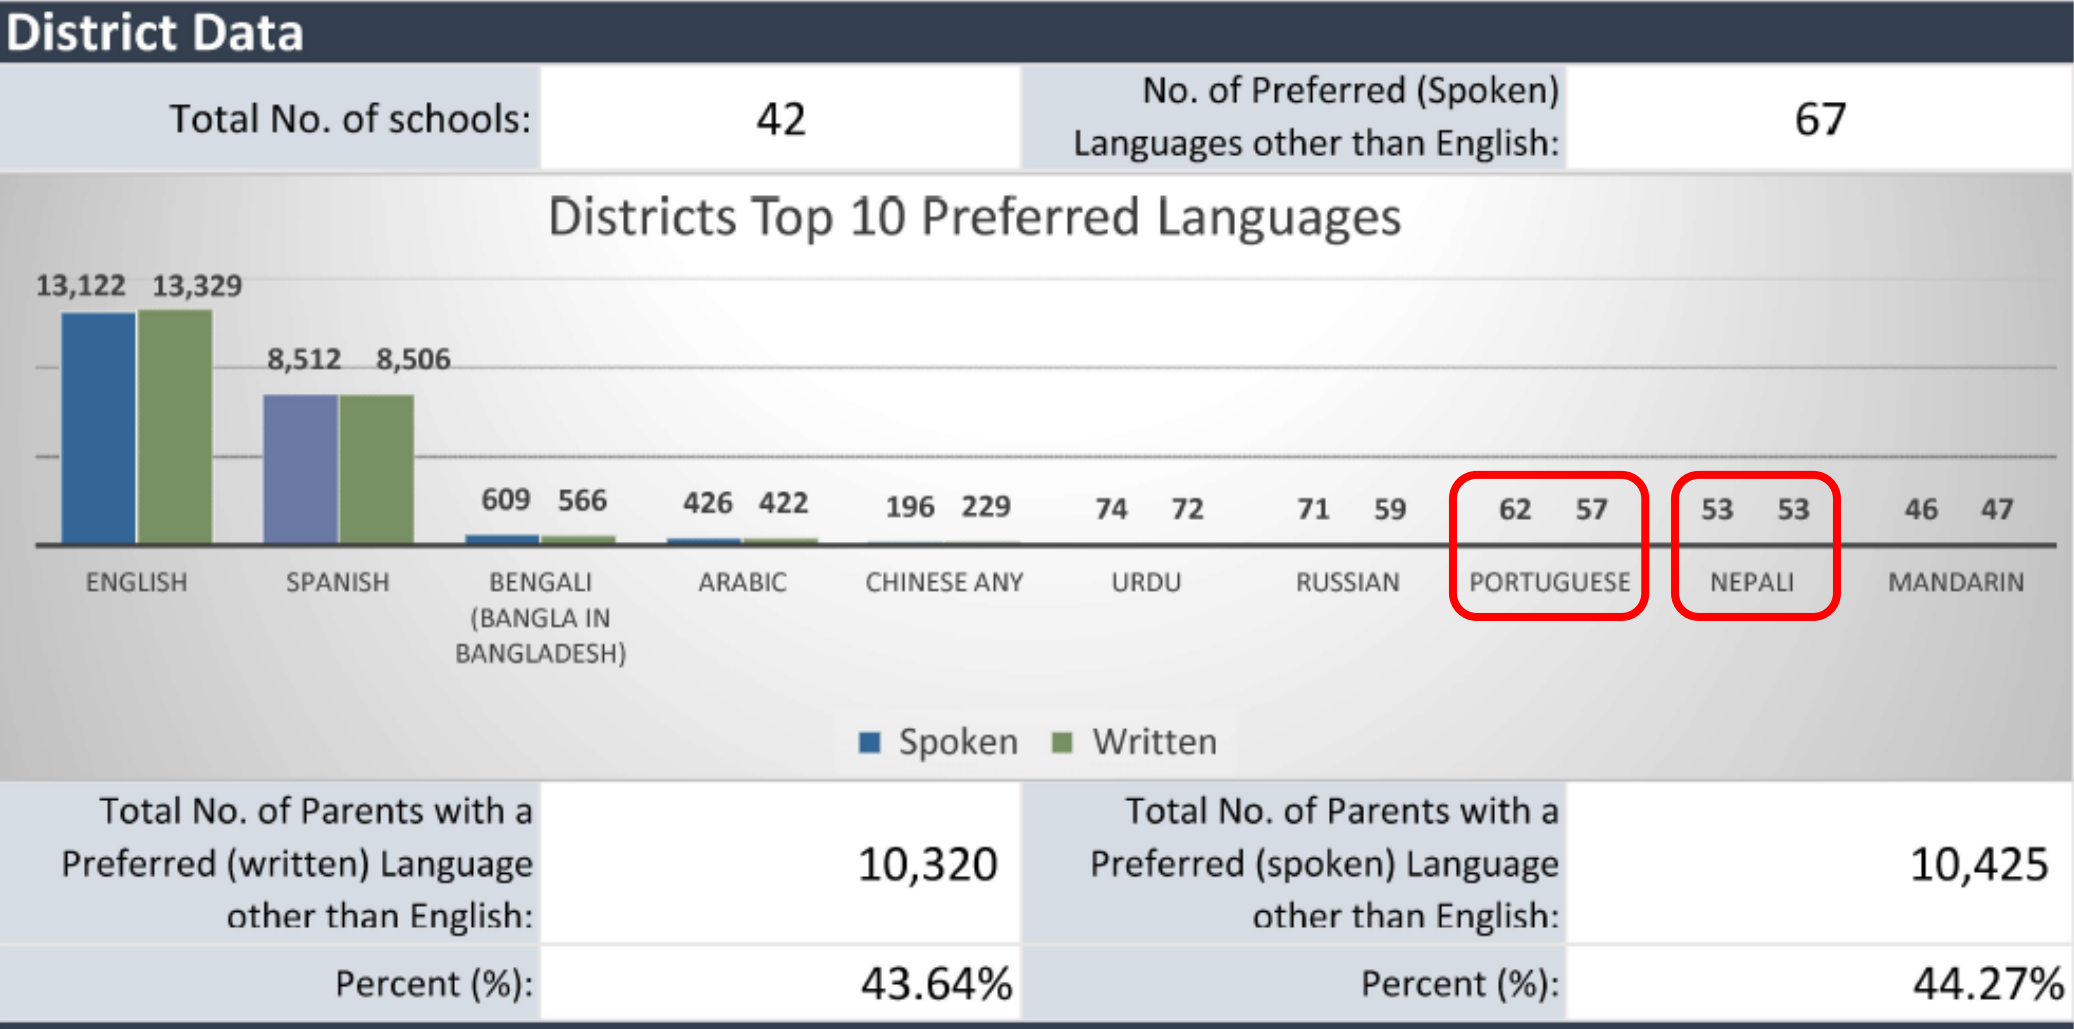 District Data
Total No. of schools:
42
No. of Preferred (Spoken)
Languages other than English:
67
Districts Top 10 Preferred Languages
13,122 13,329
8,512 8,506
609 566
426 422
196 229
74 72
71 59
62 57
53 53
46 47
ENGLISH
SPANISH
BENGALI
(BANGLA IN
BANGLADESH)
ARABIC
CHINESE ANY
URDU
RUSSIAN
PORTUGUESE
NEPALI
MANDARIN
Spoken
Written
Total No. of Parents with a
Preferred (written) Language
other than English:
10,320
Total No. of Parents with a
Preferred (spoken) Language
other than English:
10,425
Percent (%):
43.64%
Percent (%):
44.27%